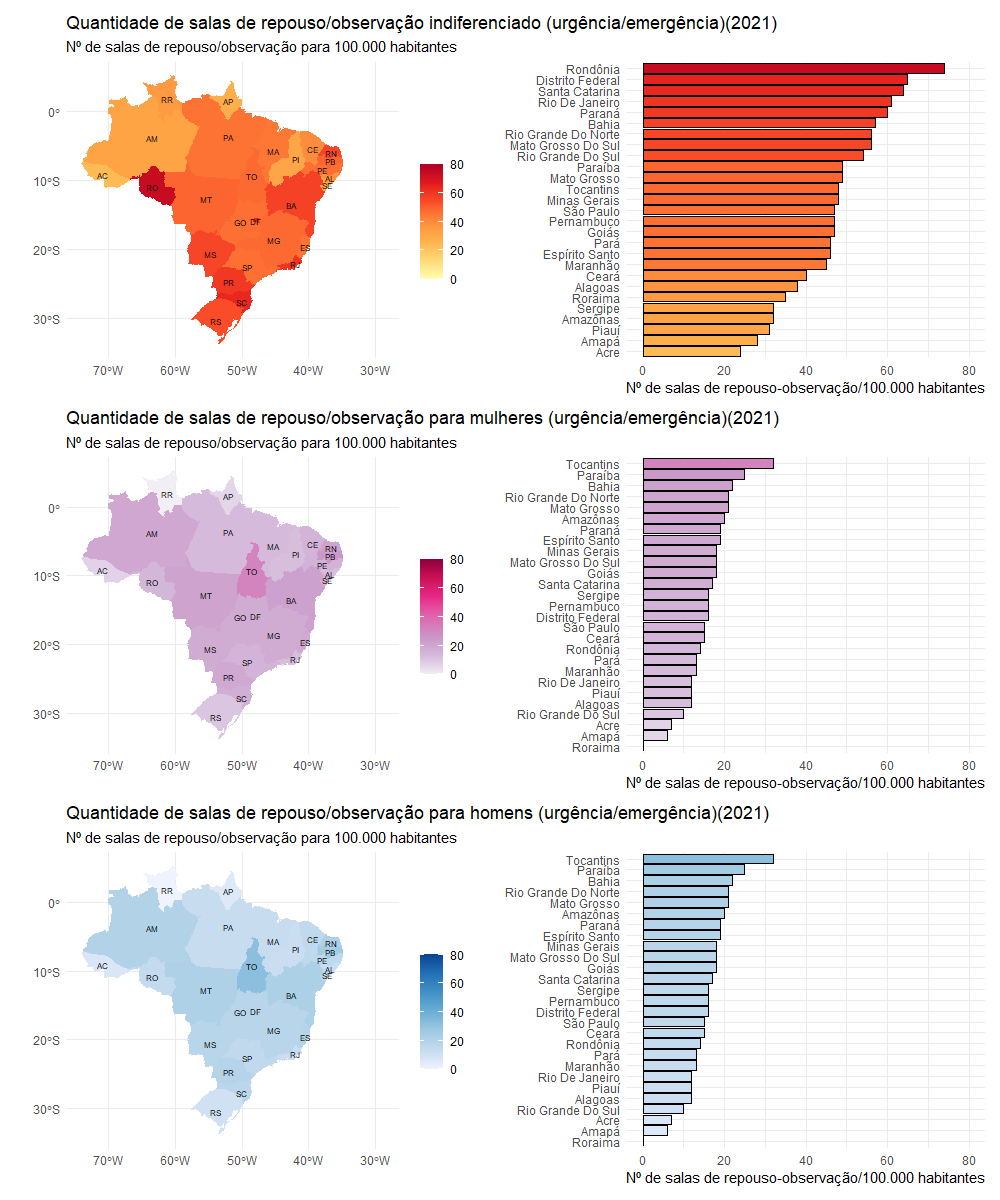 Quantidade de salas de repouso/observação indiferenciado (urgência/emergência)(2021)
Nº de salas de repouso/observação para 100.000 habitantes
RR
AP
AM
PA
MA
CE
RN
PB
PI
PE
AL
SE
AC
RO
TO
MT
BA
GO
DF
MG
ES
MS
SP
RJ
PR
SC
RS
0°
10°S
20°S
30°S
70°W
60°W
50°W
40°W
30°W
80
60
40
20
0
Rondônia
Distrito Federal
Santa Catarina
Rio De Janeiro
Paraná
Bahia
Rio Grande Do Norte
Mato Grosso Do Sul
Rio Grande Do Sul
Paraíba
Mato Grosso
Tocantins
Minas Gerais
São Paulo
Pernambuco
Goiás
Pará
Espírito Santo
Maranhão
Ceará
Alagoas
Roraima
Sergipe
Amazônas
Piauí
Amapá
Acre
0
20
40
60
80
Nº de salas de repouso-observação/100.000 habitantes
Quantidade de salas de repouso/observação para mulheres (urgência/emergência)(2021)
Nº de salas de repouso/observação para 100.000 habitantes
RR
AP
AM
PA
MA
CE
RN
PB
PI
PE
AL
SE
AC
RO
TO
MT
BA
GO
DF
MG
ES
MS
SP
RJ
PR
SC
RS
0°
10°S
20°S
30°S
70°W
60°W
50°W
40°W
30°W
80
60
40
20
0
Tocantins
Paraíba
Bahia
Rio Grande Do Norte
Mato Grosso
Amazônas
Paraná
Espírito Santo
Minas Gerais
Mato Grosso Do Sul
Goiás
Santa Catarina
Sergipe
Pernambuco
Distrito Federal
São Paulo
Ceará
Rondônia
Pará
Maranhão
Rio De Janeiro
Piauí
Alagoas
Rio Grande Do Sul
Acre
Amapá
Roraima
0
20
40
60
80
Nº de salas de repouso-observação/100.000 habitantes
Quantidade de salas de repouso/observação para homens (urgência/emergência)(2021)
Nº de salas de repouso/observação para 100.000 habitantes
RR
AP
AM
PA
MA
CE
RN
PB
PI
PE
AL
SE
AC
RO
TO
MT
BA
GO
DF
MG
ES
MS
SP
RJ
PR
SC
RS
0°
10°S
20°S
30°S
70°W
60°W
50°W
40°W
30°W
80
60
40
20
0
Tocantins
Paraíba
Bahia
Rio Grande Do Norte
Mato Grosso
Amazônas
Paraná
Espírito Santo
Minas Gerais
Mato Grosso Do Sul
Goiás
Santa Catarina
Sergipe
Pernambuco
Distrito Federal
São Paulo
Ceará
Rondônia
Pará
Maranhão
Rio De Janeiro
Piauí
Alagoas
Rio Grande Do Sul
Acre
Amapá
Roraima
0
20
40
60
80
Nº de salas de repouso-observação/100.000 habitantes